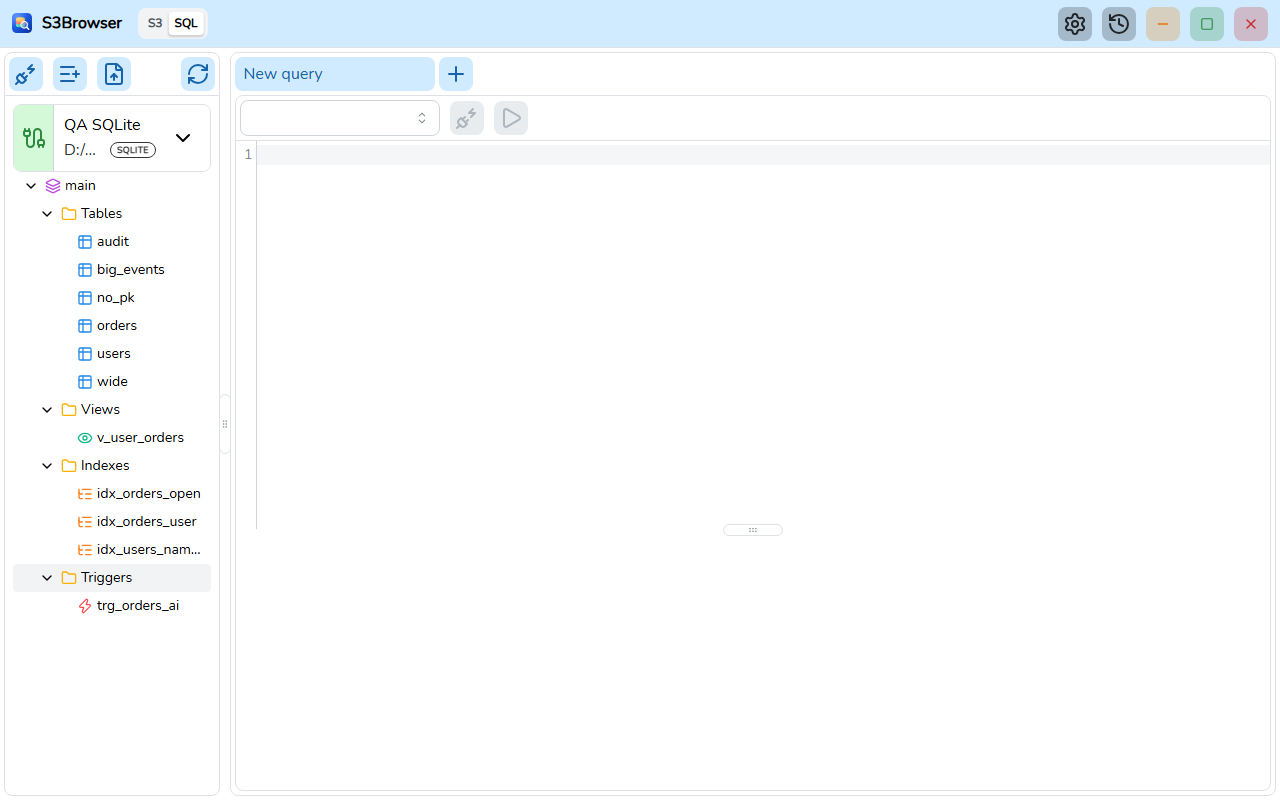 S3Browser
S3 SQL
New query
QA SQLite
D:/... SQLITE
1
main
Tables
audit
big_events
no_pk
orders
users
wide
Views
v_user_orders
Indexes
idx_orders_open
idx_orders_user
idx_users_nam...
Triggers
trg_orders_ai